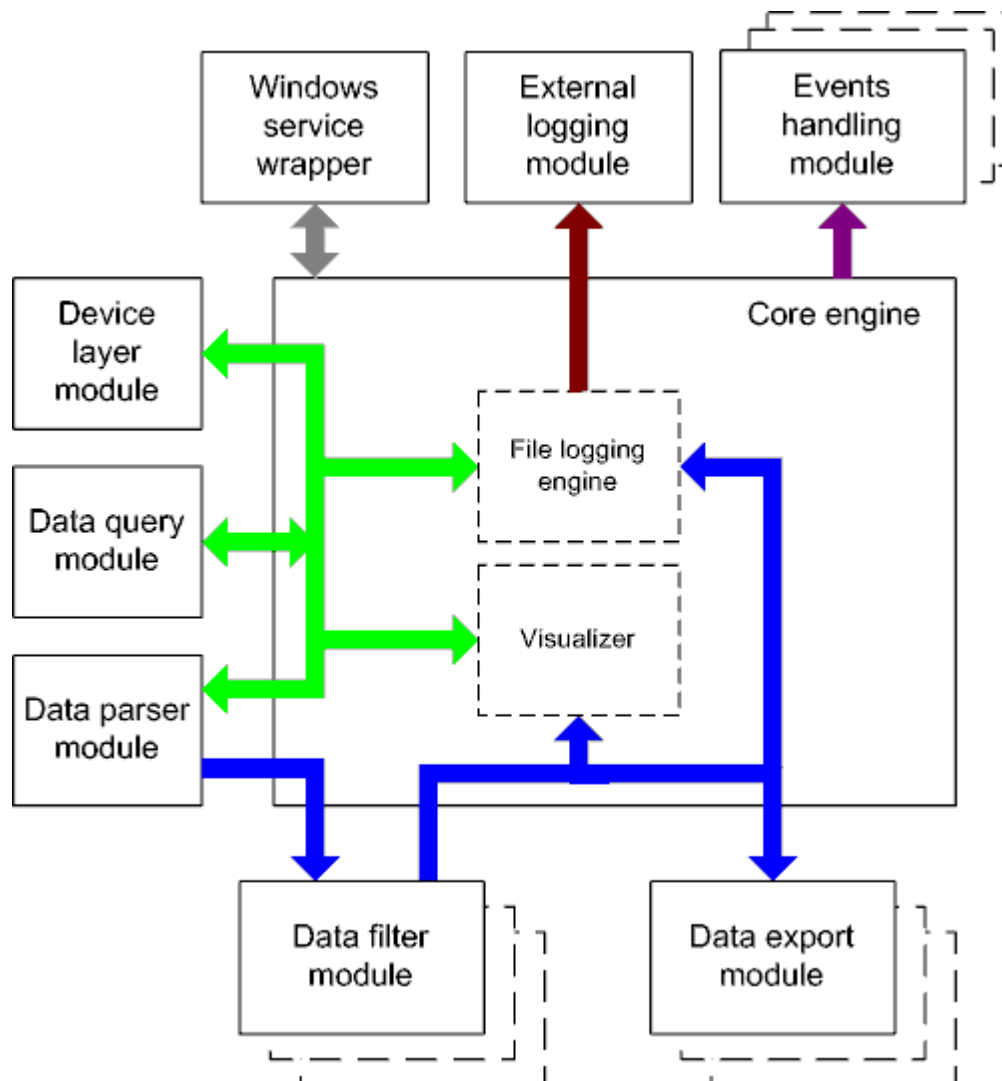 Windows
service
wrapper
External
logging
module
Events
handling
module
Device
layer
module
Core engine
File logging
engine
Data query
module
Visualizer
Data parser
module
Data filter
module
Data export
module